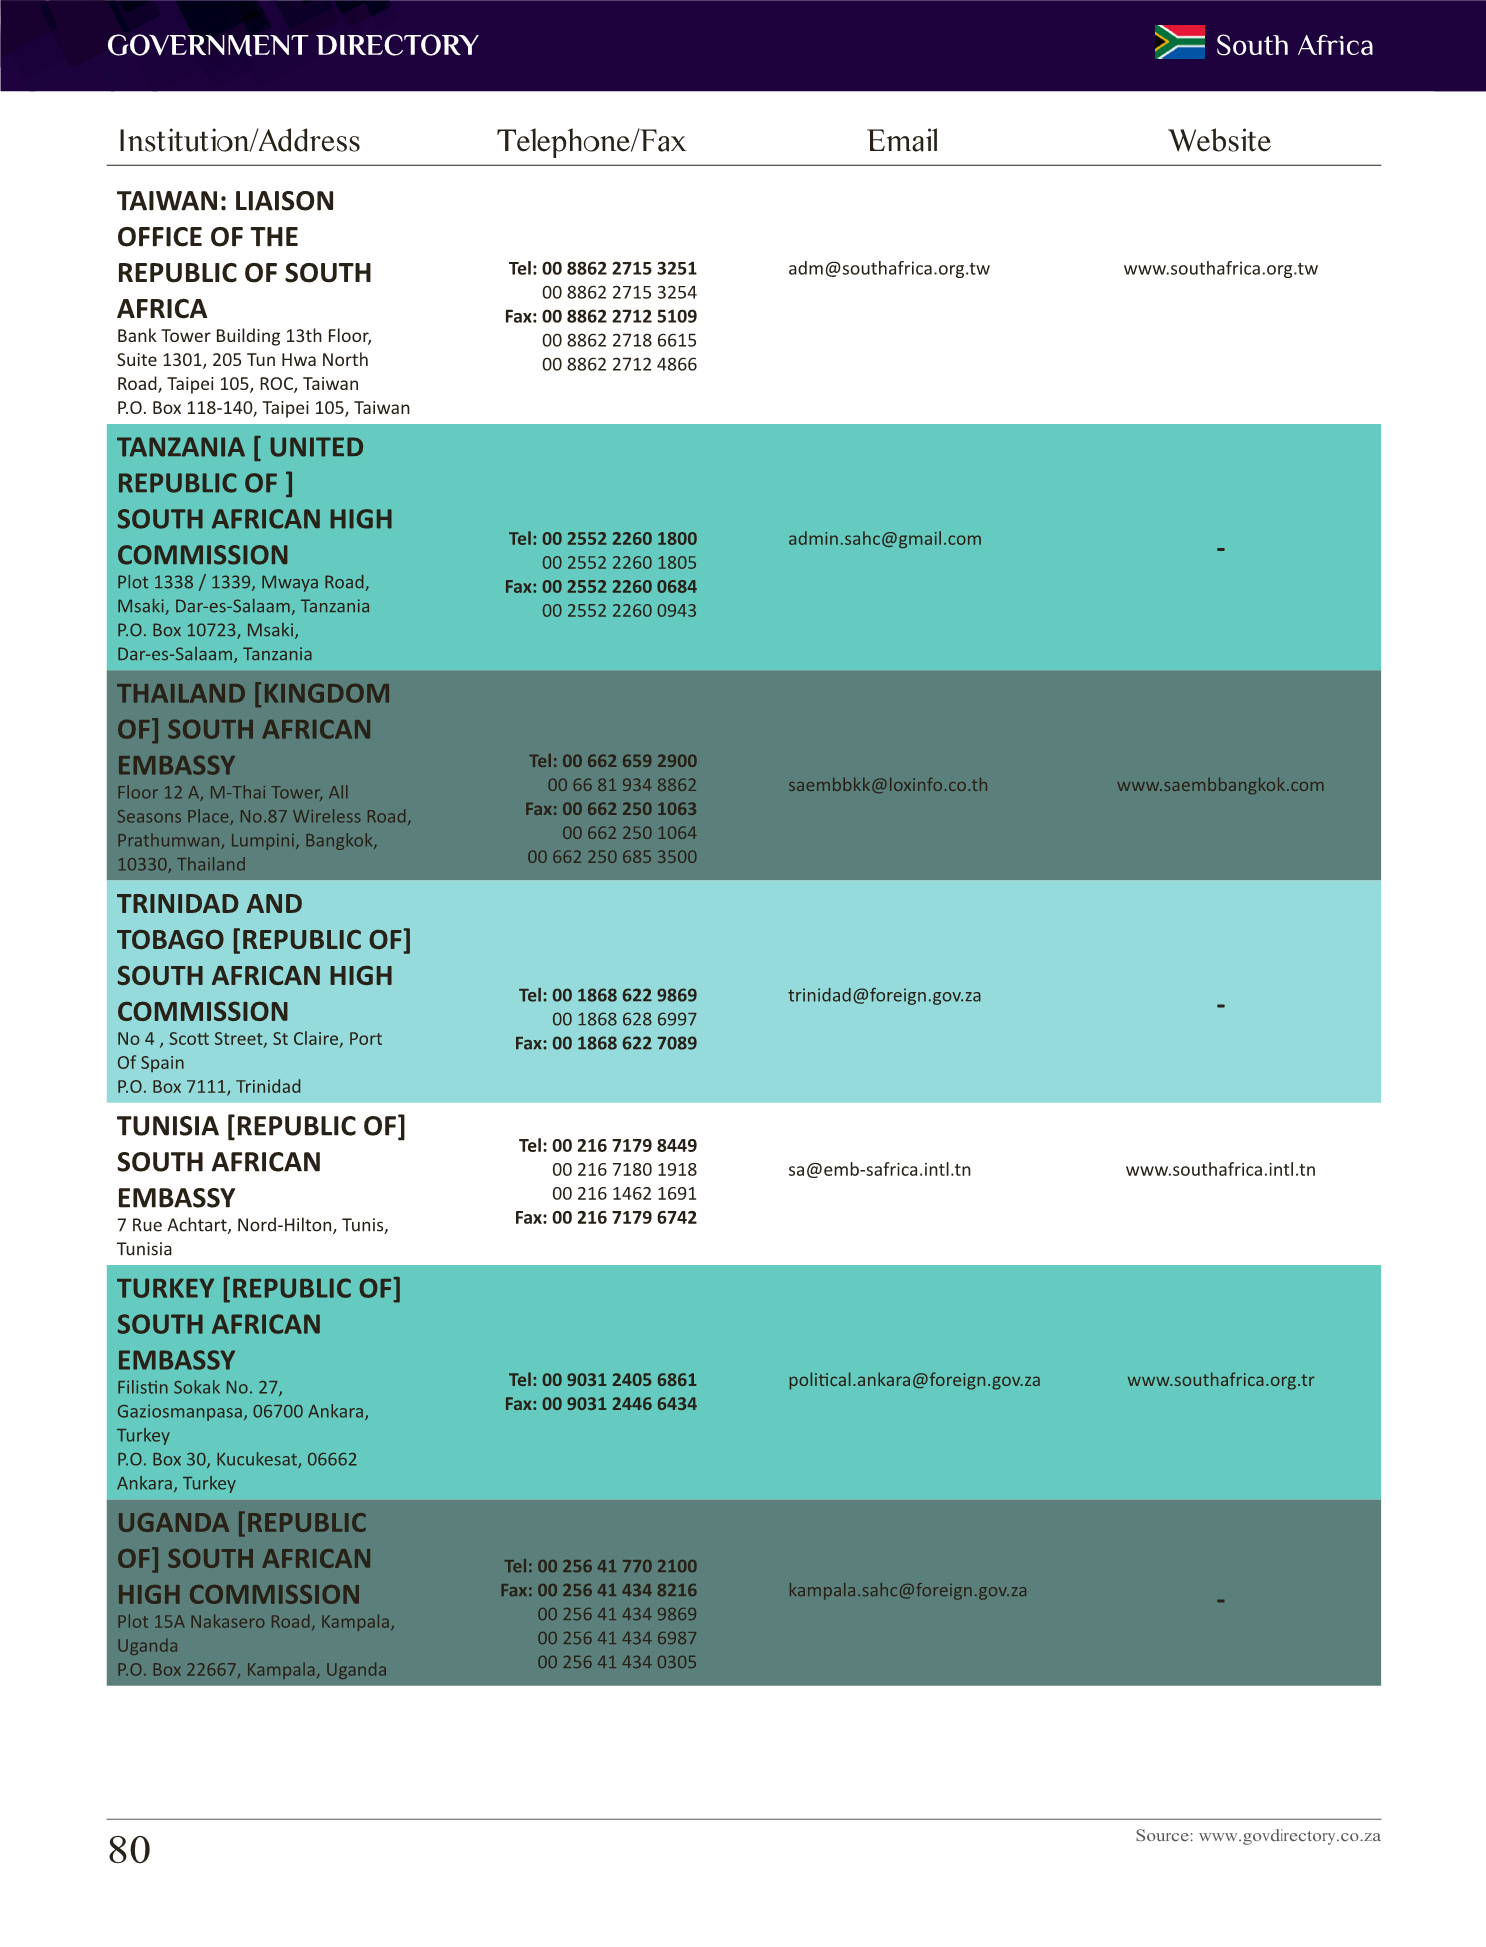 GOVERNMENT DIRECTORY
South Africa
Institution/Address
Telephone/Fax
Email
Website
TAIWAN: LIAISON
OFFICE OF THE
REPUBLIC OF SOUTH
AFRICA
Bank Tower Building 13th Floor,
Suite 1301, 205 Tun Hwa North
Road, Taipei 105, ROC, Taiwan
P.O. Box 118-140, Taipei 105, Taiwan
Tel: 00 8862 2715 3251
00 8862 2715 3254
Fax: 00 8862 2712 5109
00 8862 2718 6615
00 8862 2712 4866
adm@southafrica.org.tw
www.southafrica.org.tw
TANZANIA [ UNITED
REPUBLIC OF ]
SOUTH AFRICAN HIGH
COMMISSION
Plot 1338 / 1339, Mwaya Road,
Msaki, Dar-es-Salaam, Tanzania
P.O. Box 10723, Msaki,
Dar-es-Salaam, Tanzania
Tel: 00 2552 2260 1800
00 2552 2260 1805
Fax: 00 2552 2260 0684
00 2552 2260 0943
admin.sahc@gmail.com
-
THAILAND [KINGDOM
OF] SOUTH AFRICAN
EMBASSY
Floor 12 A, M-Thai Tower, All
Seasons Place, No.87 Wireless Road,
Prathumwan, Lumpini, Bangkok,
10330, Thailand
Tel: 00 662 659 2900
00 66 81 934 8862
Fax: 00 662 250 1063
00 662 250 1064
00 662 250 685 3500
saembbkk@loxinfo.co.th
www.saembbangkok.com
TRINIDAD AND
TOBAGO [REPUBLIC OF]
SOUTH AFRICAN HIGH
COMMISSION
No 4 , Scott Street, St Claire, Port
Of Spain
P.O. Box 7111, Trinidad
Tel: 00 1868 622 9869
00 1868 628 6997
Fax: 00 1868 622 7089
trinidad@foreign.gov.za
-
TUNISIA [REPUBLIC OF]
SOUTH AFRICAN
EMBASSY
7 Rue Achtart, Nord-Hilton, Tunis,
Tunisia
Tel: 00 216 7179 8449
00 216 7180 1918
00 216 1462 1691
Fax: 00 216 7179 6742
sa@emb-safrica.intl.tn
www.southafrica.intl.tn
TURKEY [REPUBLIC OF]
SOUTH AFRICAN
EMBASSY
Filistin Sokak No. 27,
Gaziosmanpasa, 06700 Ankara,
Turkey
P.O. Box 30, Kucukesat, 06662
Ankara, Turkey
Tel: 00 9031 2405 6861
Fax: 00 9031 2446 6434
political.ankara@foreign.gov.za
www.southafrica.org.tr
UGANDA [REPUBLIC
OF] SOUTH AFRICAN
HIGH COMMISSION
Plot 15A Nakasero Road, Kampala,
Uganda
P.O. Box 22667, Kampala, Uganda
Tel: 00 256 41 770 2100
Fax: 00 256 41 434 8216
00 256 41 434 9869
00 256 41 434 6987
00 256 41 434 0305
kampala.sahc@foreign.gov.za
-
80
Source: www.govdirectory.co.za